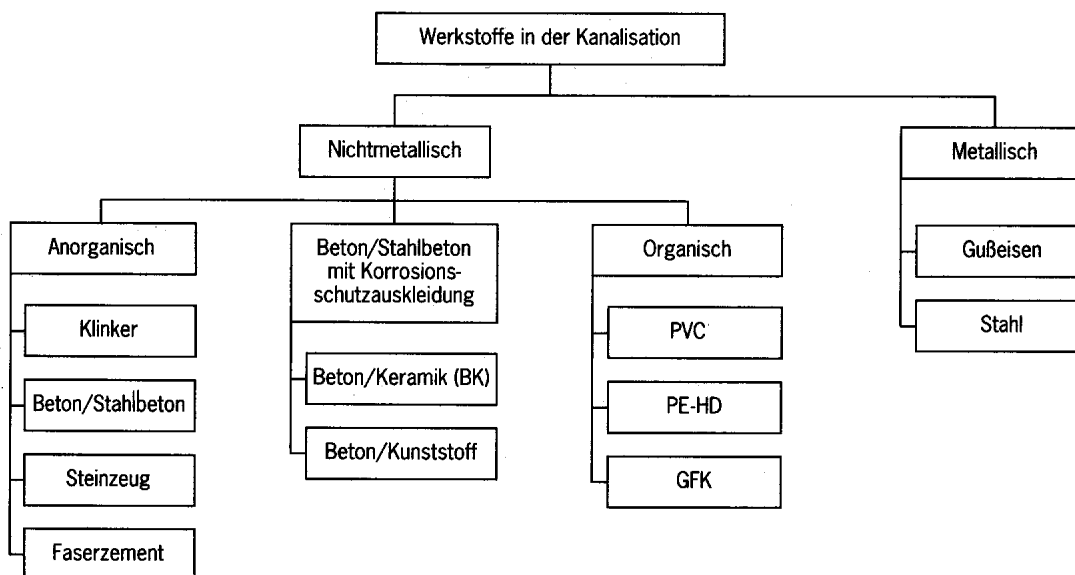 Werkstoffe in der Kanalisation
Nichtmetallisch
Metallisch
Anorganisch
Klinker
Beton/Stahlbeton
Steinzeug
Faserzement
Beton/Stahlbeton
mit Korrosions-
schutzauskleidung
Beton/Keramik (BK)
Beton/Kunststoff
Organisch
PVC
PE-HD
GFK
Gußeisen
Stahl